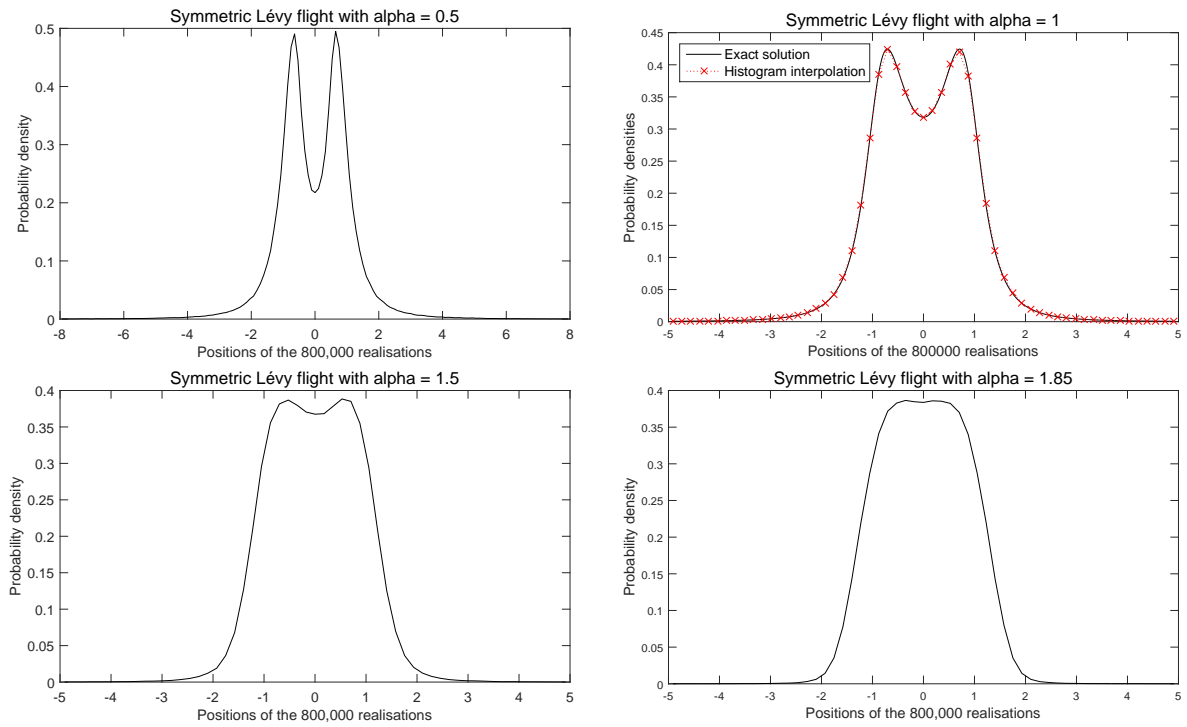 Symmetric Lévy flight with alpha = 0.5
Probability density
0.5
0.4
0.3
0.2
0.1
0
-8 -6 -4 -2 0 2 4 6 8
Positions of the 800,000 realisations
Symmetric Lévy flight with alpha = 1
Exact solution
Histogram interpolation
Probability densities
0.45
0.4
0.35
0.3
0.25
0.2
0.15
0.1
0.05
0
-5 -4 -3 -2 -1 0 1 2 3 4 5
Positions of the 800000 realisations
Symmetric Lévy flight with alpha = 1.5
Probability density
0.4
0.35
0.3
0.25
0.2
0.15
0.1
0.05
0
-5 -4 -3 -2 -1 0 1 2 3 4 5
Positions of the 800,000 realisations
Symmetric Lévy flight with alpha = 1.85
Probability density
0.4
0.35
0.3
0.25
0.2
0.15
0.1
0.05
0
-5 -4 -3 -2 -1 0 1 2 3 4 5
Positions of the 800,000 realisations